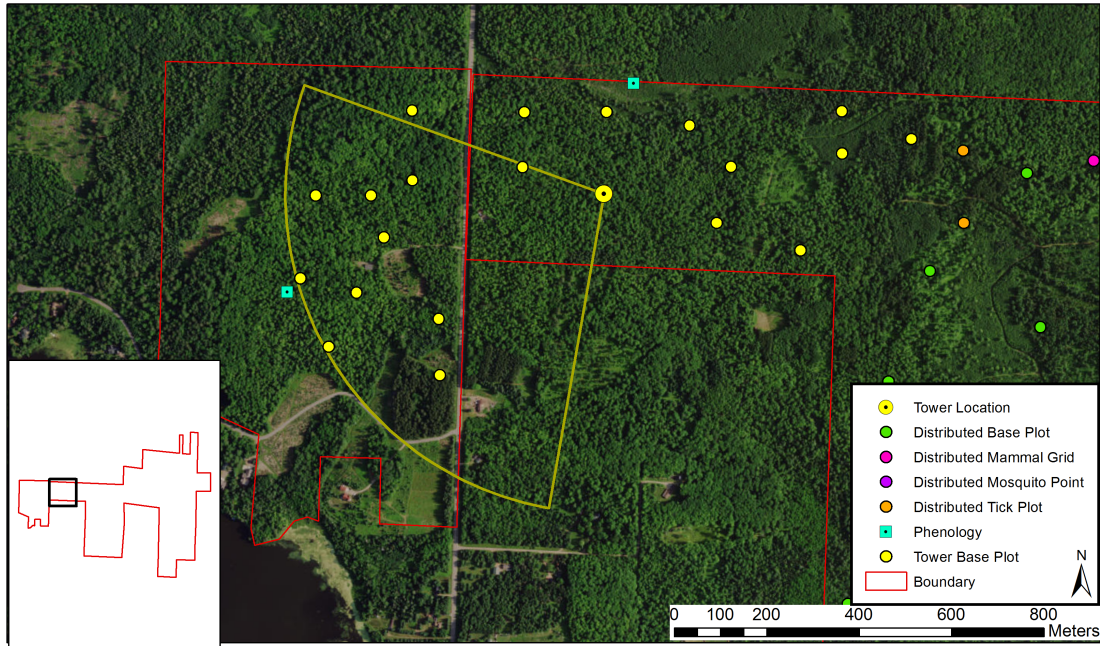 Tower Location
Distributed Base Plot
Distributed Mammal Grid
Distributed Mosquito Point
Distributed Tick Plot
Phenology
Tower Base Plot
Boundary
N
0 100 200 400 600 800
Meters